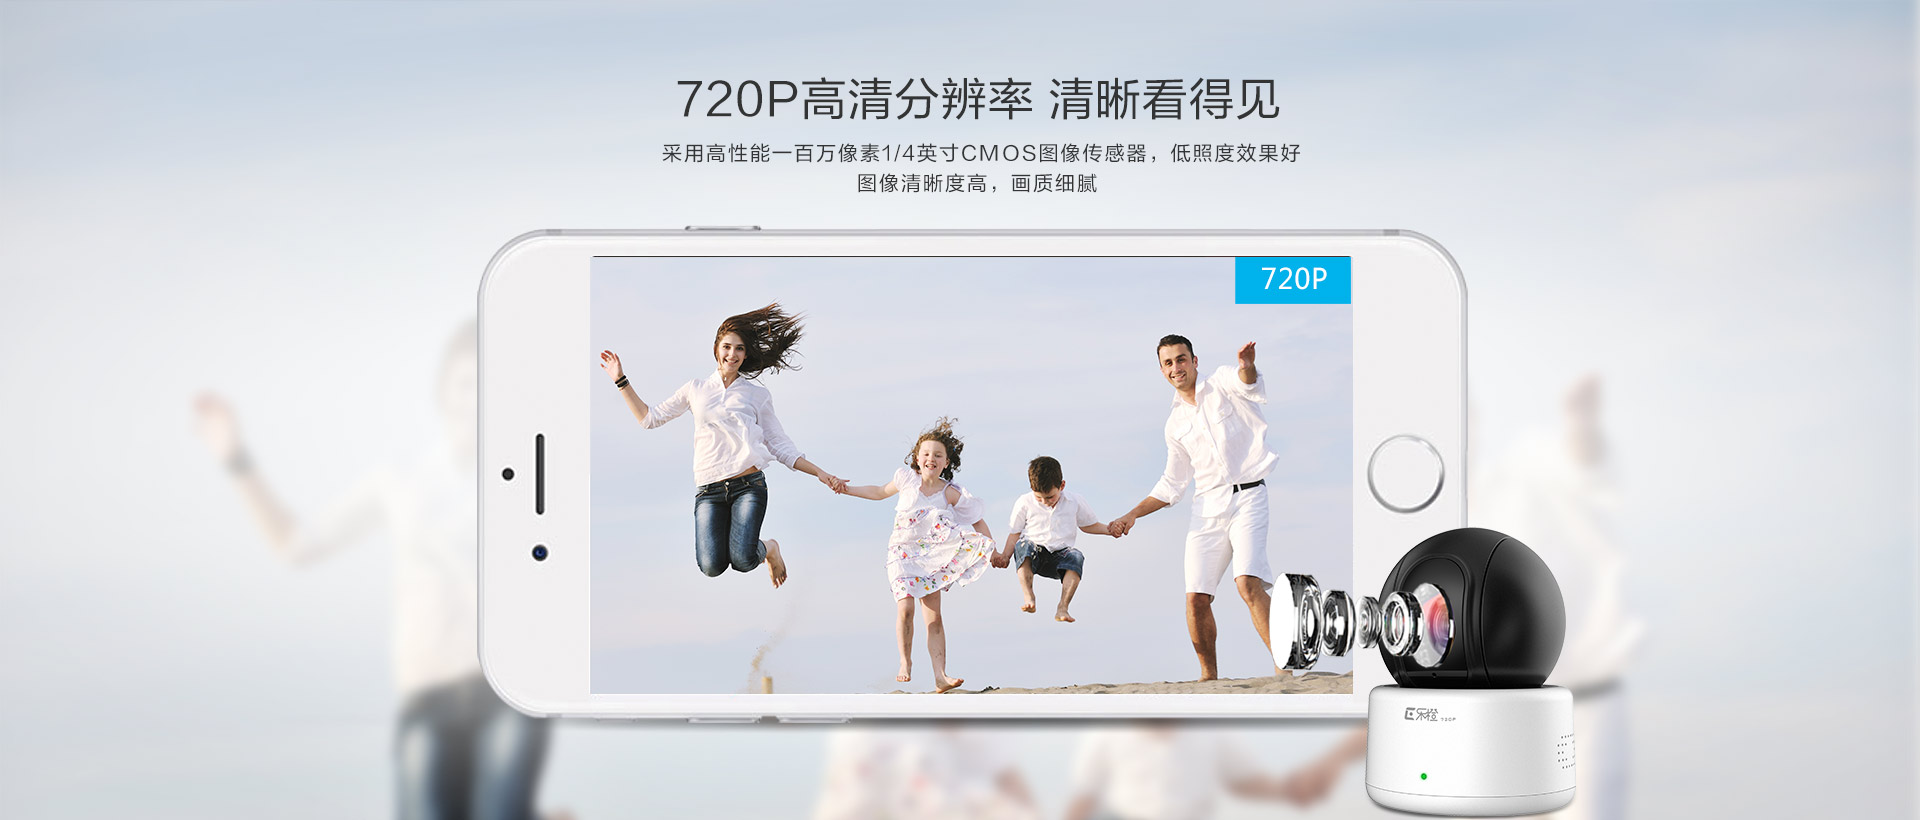 720P高清分辨率 清晰看得见
采用高性能一百万像素1/4英寸CMOS图像传感器，低照度效果好
图像清晰度高，画质细腻
720P
乐橙 720P